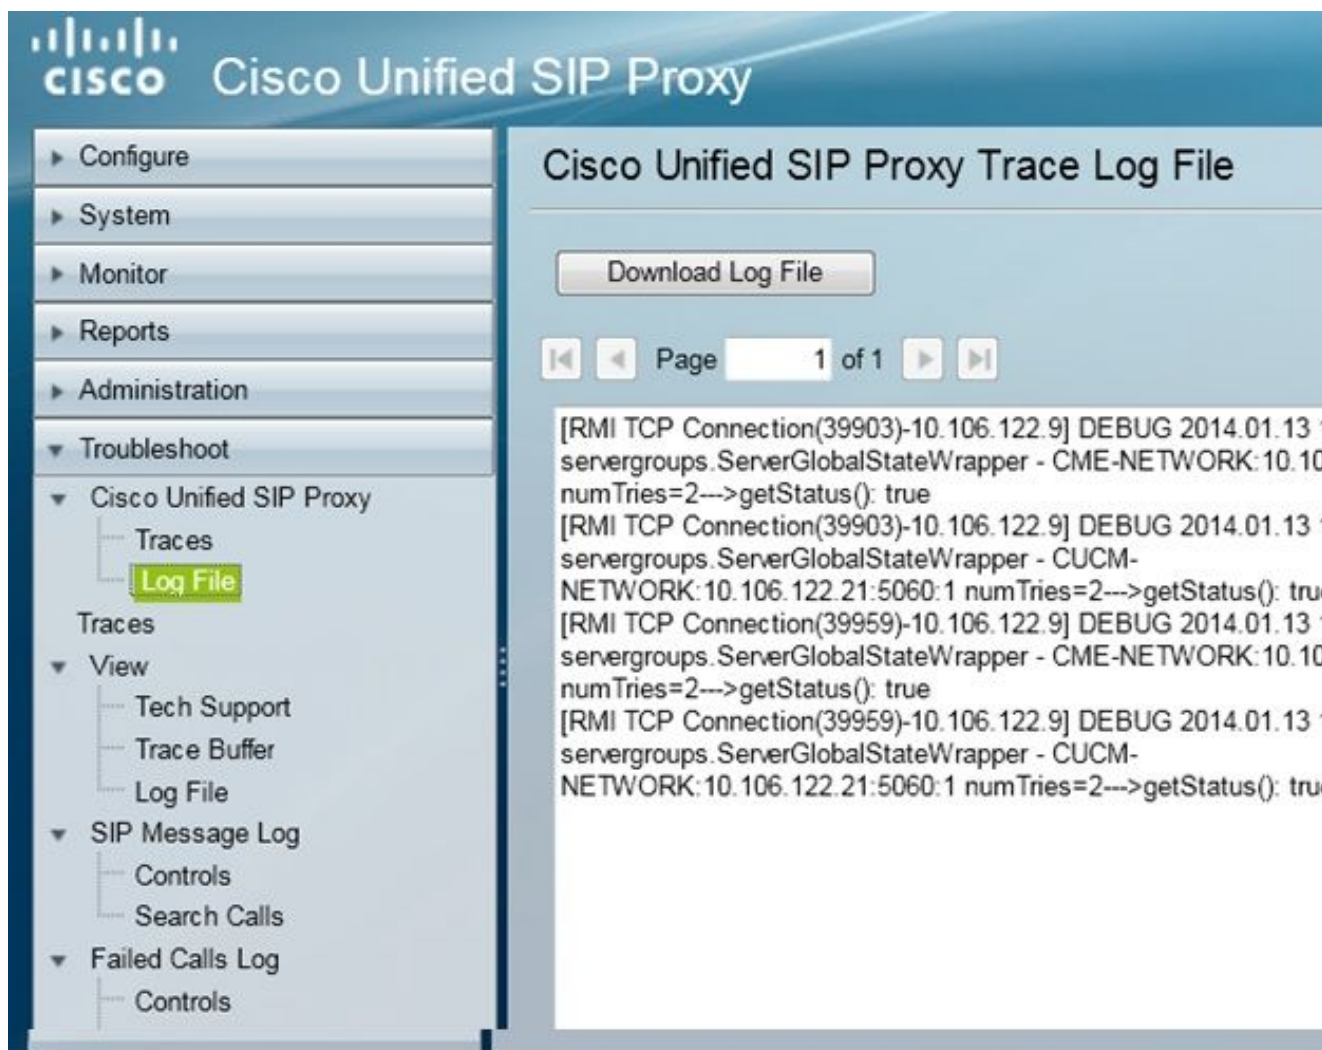 CISCO Cisco Unified SIP Proxy
Configure
System
Monitor
Reports
Administration
Troubleshoot
Cisco Unified SIP Proxy
Traces
Log File
Traces
View
Tech Support
Trace Buffer
Log File
SIP Message Log
Controls
Search Calls
Failed Calls Log
Controls
Cisco Unified SIP Proxy Trace Log File
Download Log File
Page 1 of 1
[RMI TCP Connection(39903)-10.106.122.9] DEBUG 2014.01.13
servergroups.ServerGlobalStateWrapper - CME-NETWORK:10.10
numTries=2--->getStatus(): true
[RMI TCP Connection(39903)-10.106.122.9] DEBUG 2014.01.13
servergroups.ServerGlobalStateWrapper - CUCM-
NETWORK:10.106.122.21:5060:1 numTries=2--->getStatus(): true
[RMI TCP Connection(39959)-10.106.122.9] DEBUG 2014.01.13
servergroups.ServerGlobalStateWrapper - CME-NETWORK:10.10
numTries=2--->getStatus(): true
[RMI TCP Connection(39959)-10.106.122.9] DEBUG 2014.01.13
servergroups.ServerGlobalStateWrapper - CUCM-
NETWORK:10.106.122.21:5060:1 numTries=2--->getStatus(): true